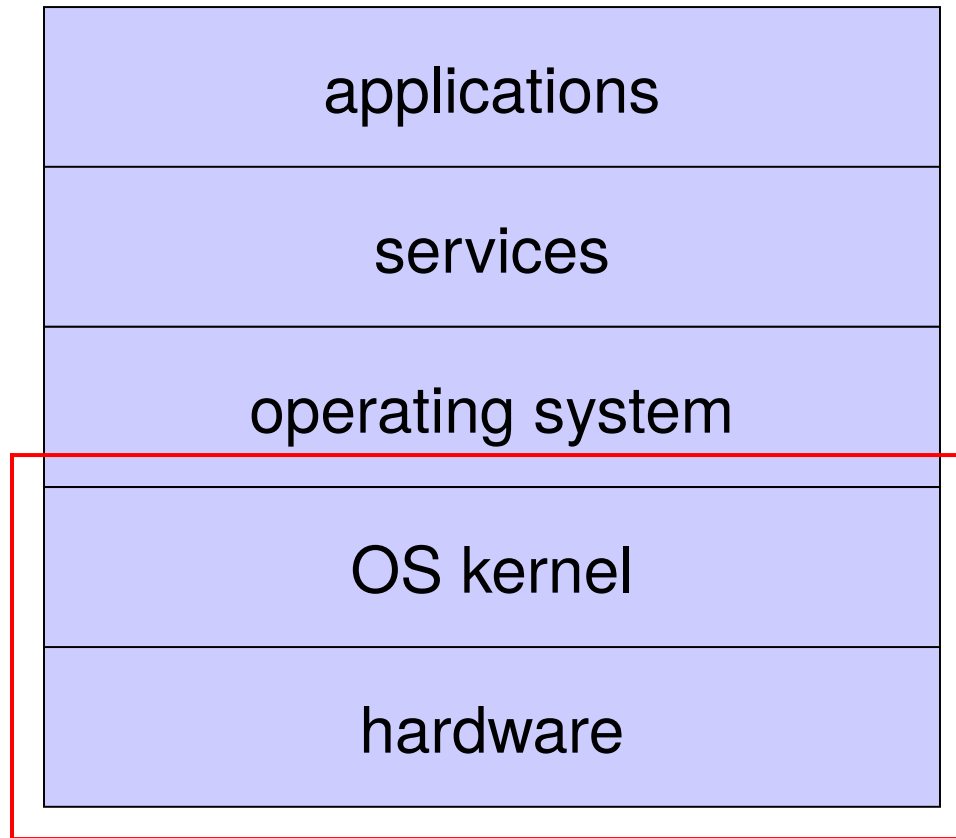 applications
services
operating system
OS kernel
hardware